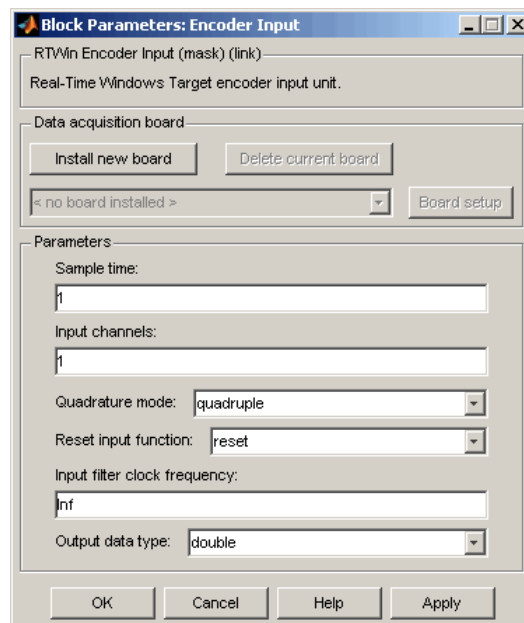 Block Parameters: Encoder Input
RTWin Encoder Input (mask) (link)
Real-Time Windows Target encoder input unit.
Data acquisition board
Install new board Delete current board
< no board installed > Board setup
Parameters
Sample time:
1
Input channels:
1
Quadrature mode: quadruple
Reset input function: reset
Input filter clock frequency:
Inf
Output data type: double
OK Cancel Help Apply